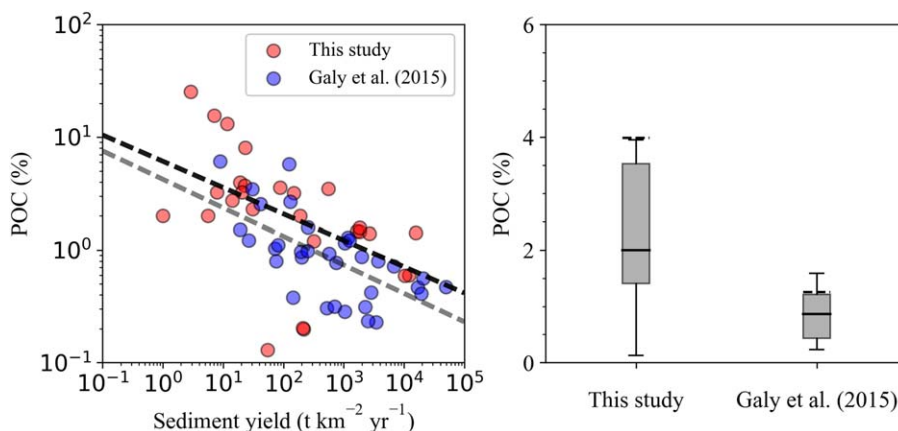 POC (%)
10²
10¹
10⁰
10⁻¹
This study
Galy et al. (2015)
10⁻¹ 10⁰ 10¹ 10² 10³ 10⁴ 10⁵
Sediment yield (t km⁻² yr⁻¹)
POC (%)
6
4
2
0
This study Galy et al. (2015)